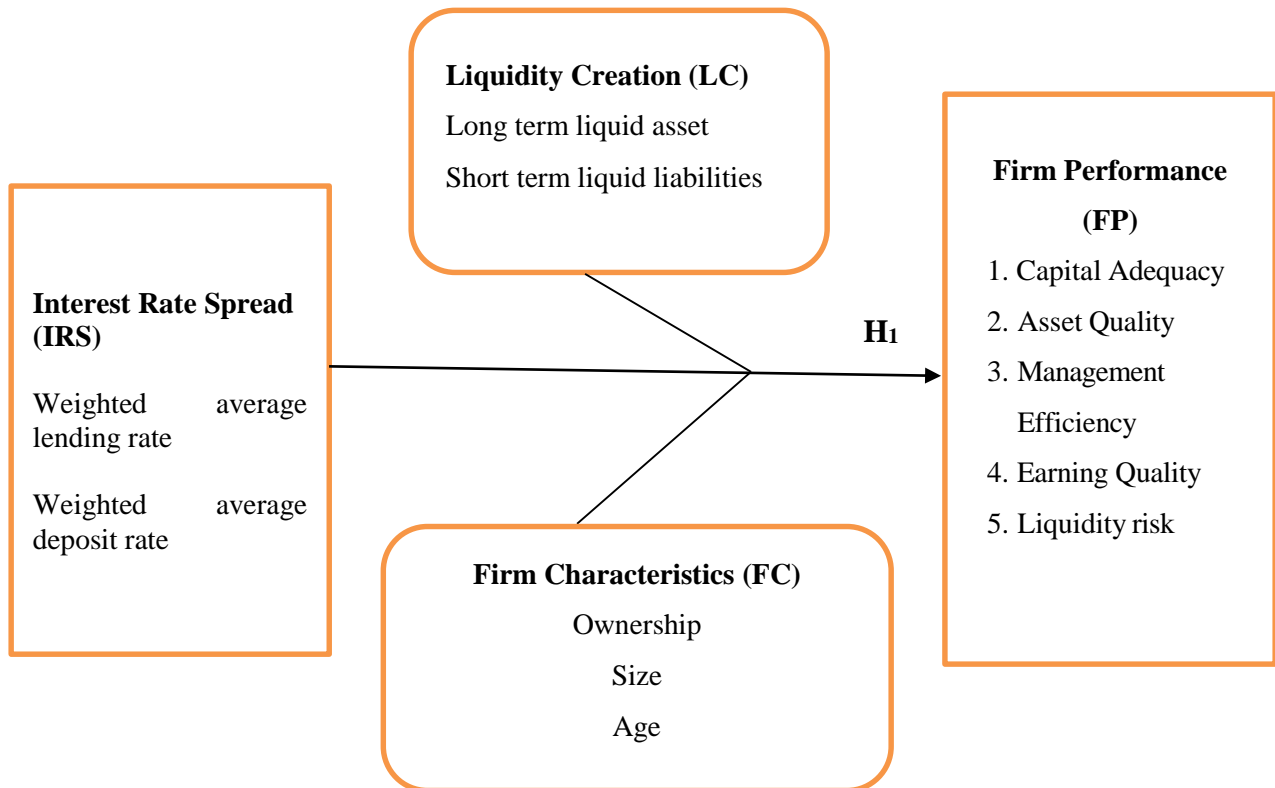 Liquidity Creation (LC)
Long term liquid asset
Short term liquid liabilities
Interest Rate Spread
(IRS)
Weighted average
lending rate
Weighted average
deposit rate
H1
Firm Performance
(FP)
1. Capital Adequacy
2. Asset Quality
3. Management
Efficiency
4. Earning Quality
5. Liquidity risk
Firm Characteristics (FC)
Ownership
Size
Age